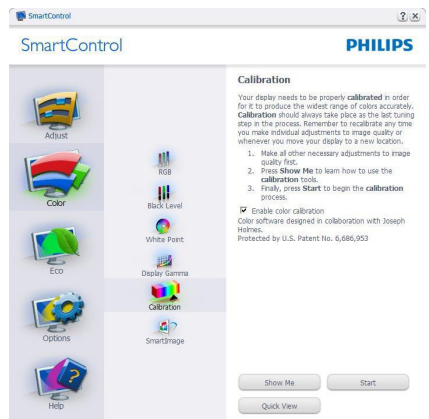 SmartControl
SmartControl
PHILIPS
Adjust
Color
Eco
Options
Help
RGB
Black Level
White Point
Display Gamma
Calibration
SmartImage
Calibration
Your display needs to be properly calibrated in order
for it to produce the widest range of colors accurately.
Calibration should always take place as the last tuning
step in the process. Remember to recalibrate any time
you make individual adjustments to image quality or
whenever you move your display to a new location.
1. Make all other necessary adjustments to image
quality first.
2. Press Show Me to learn how to use the
calibration tools.
3. Finally, press Start to begin the calibration
process.
Enable color calibration
Color software designed in collaboration with Joseph
Holmes.
Protected by U.S. Patent No. 6,686,953
Show Me
Start
Quick View